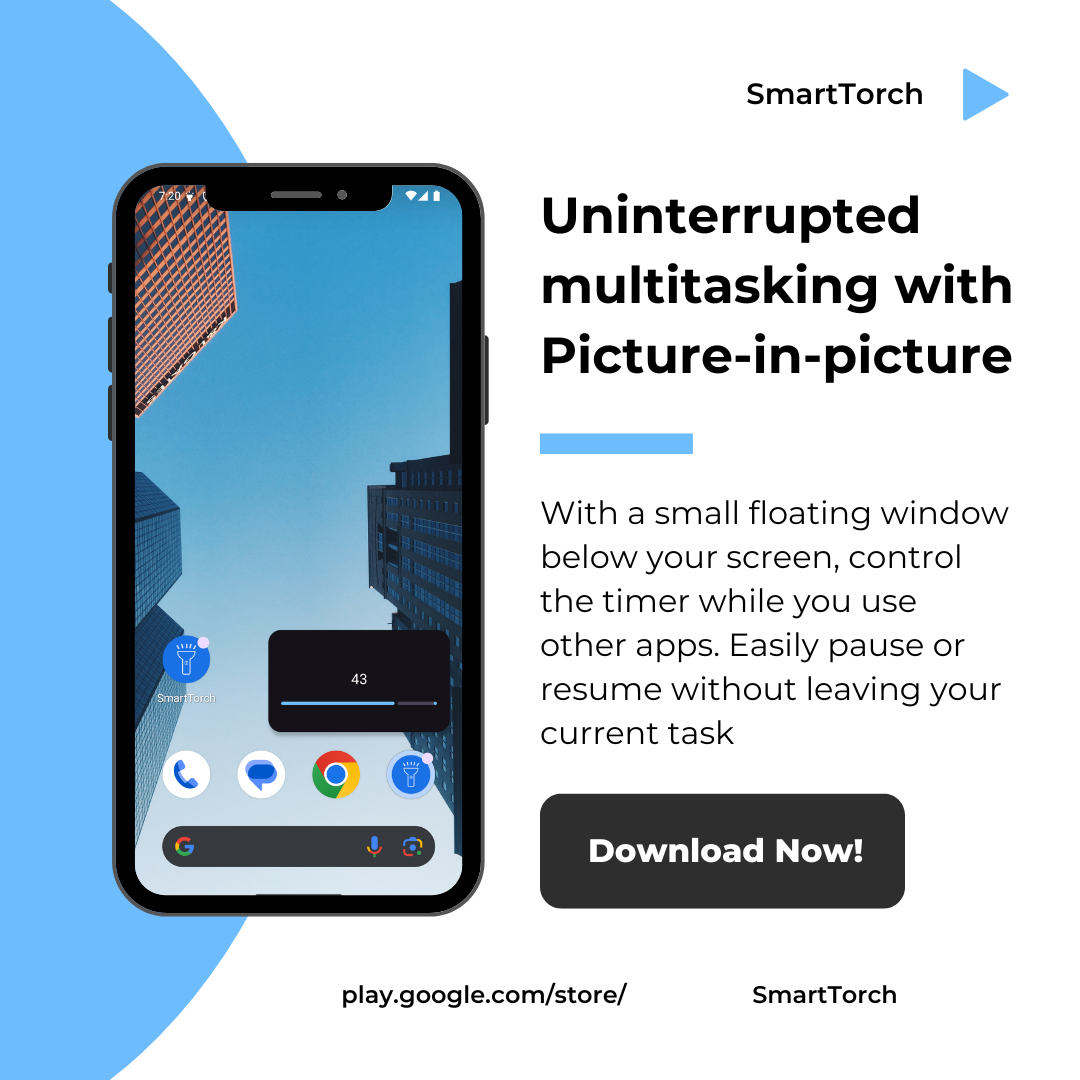 SmartTorch
Uninterrupted
multitasking with
Picture-in-picture
With a small floating window
below your screen, control
the timer while you use
other apps. Easily pause or
resume without leaving your
current task
Download Now!
7:20
43
SmartTorch
play.google.com/store/
SmartTorch